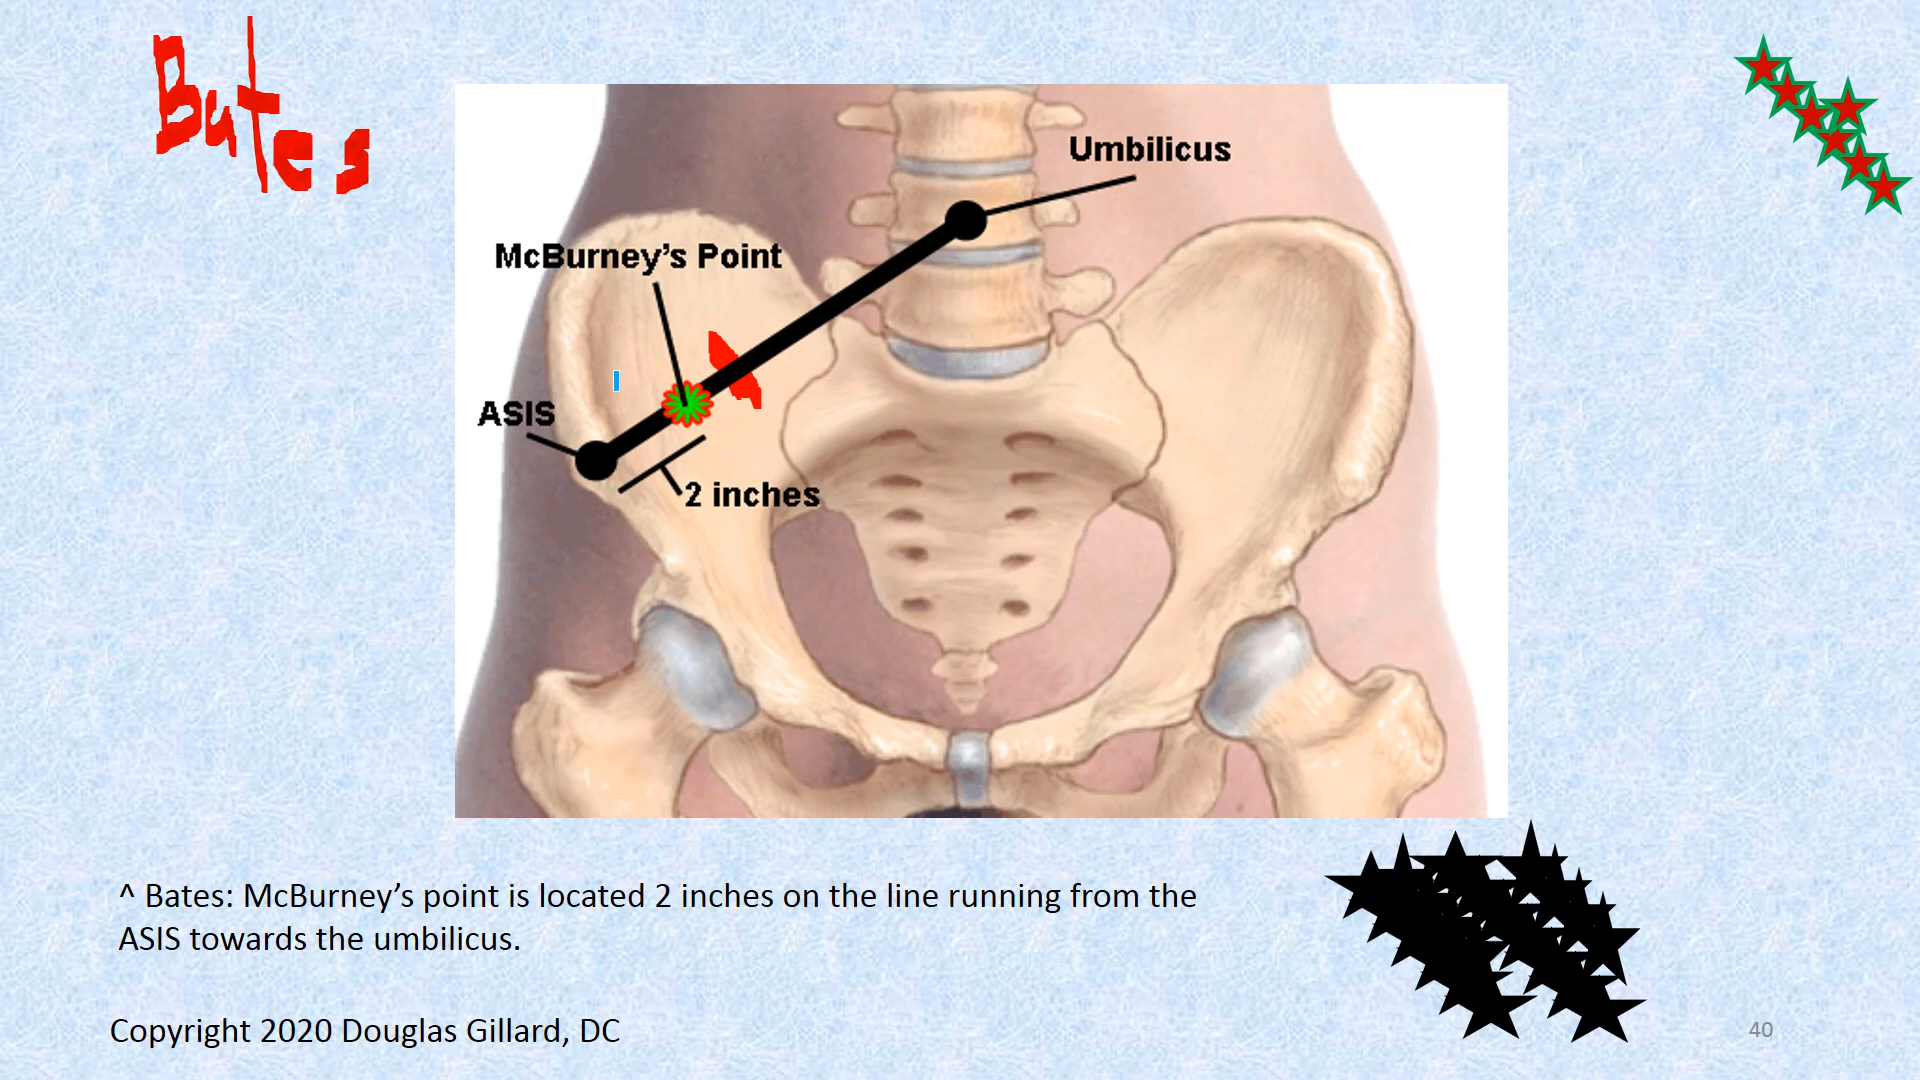 Bates
Umbilicus
McBurney's Point
ASIS
2 inches
^ Bates: McBurney's point is located 2 inches on the line running from the
ASIS towards the umbilicus.
Copyright 2020 Douglas Gillard, DC
40